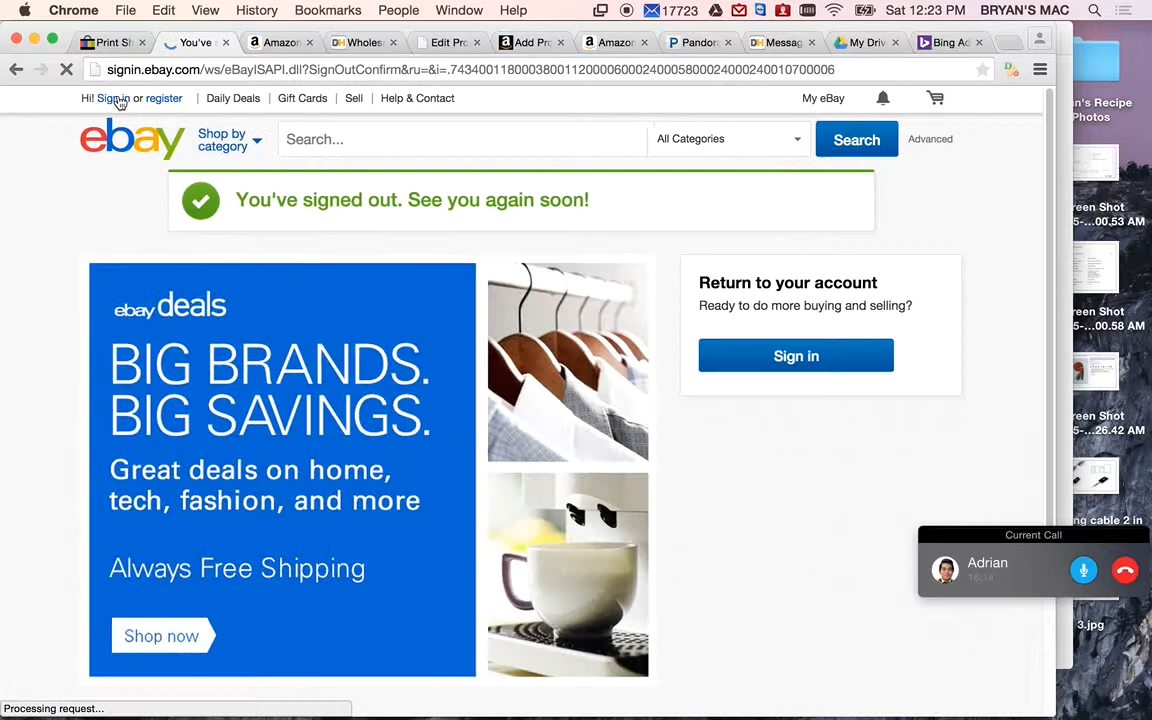 Chrome File Edit View History Bookmarks People Window Help 17723 Sat 12:23 PM BRYAN'S MAC
Print Sh You've s Amazon Wholes Edit Pro Add Pro Amazon Pandor Messag My Driv Bing Ad
signin.ebay.com/ws/eBayISAPI.dll?SignOutConfirm&ru=&i=.7434001180003800112000060002400058000240002400240010700006
Hi! Sign in or register | Daily Deals | Gift Cards | Sell | Help & Contact My eBay
ebay Shop by category Search... All Categories Search Advanced
You've signed out. See you again soon!
ebay deals
BIG BRANDS.
BIG SAVINGS.
Great deals on home,
tech, fashion, and more
Always Free Shipping
Shop now
Return to your account
Ready to do more buying and selling?
Sign in
n's Recipe
Photos
reen Shot
5-...00.53 AM
reen Shot
5-...00.58 AM
reen Shot
5-...26.42 AM
ng cable 2 in
Current Call
Adrian
16:14
3.jpg
Processing request...